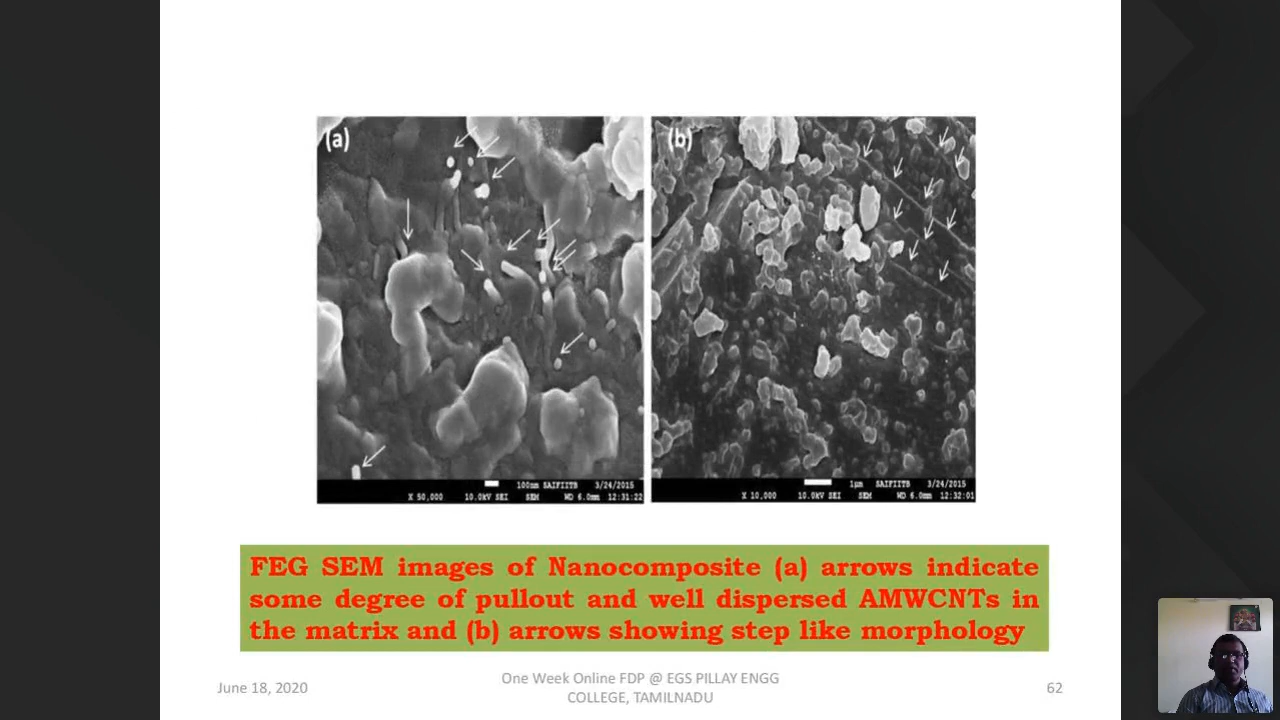 (a)
(b)
100nm SAIFIITB 3/24/2015
X 50,000 10.0kV SEI SEM WD 6.0mm 12:31:22
1µm SAIFIITB 3/24/2015
X 10,000 10.0kV SEI SEM WD 6.0mm 12:32:01
FEG SEM images of Nanocomposite (a) arrows indicate
some degree of pullout and well dispersed AMWCNTs in
the matrix and (b) arrows showing step like morphology
June 18, 2020
One Week Online FDP @ EGS PILLAY ENGG
COLLEGE, TAMILNADU
62